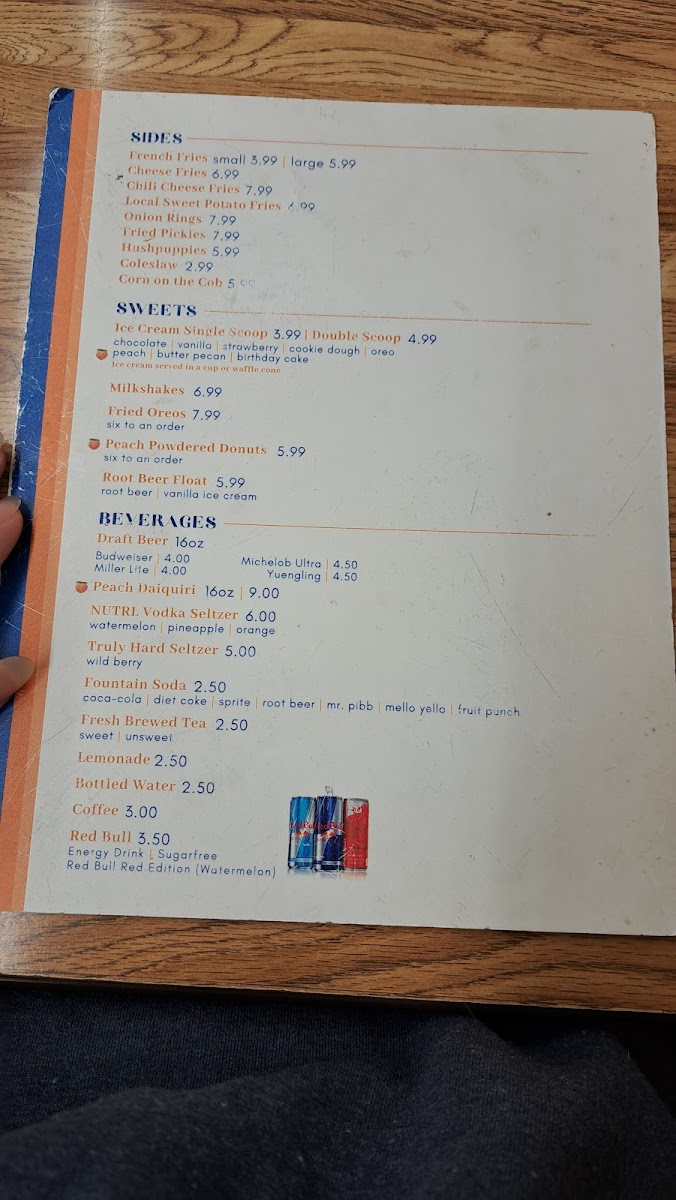 SIDES
French Fries small 3.99 | large 5.99
Cheese Fries 6.99
Chili Cheese Fries 7.99
Local Sweet Potato Fries 6.99
Onion Rings 7.99
Fried Pickles 7.99
Hushpuppies 5.99
Coleslaw 2.99
Corn on the Cob
SWEETS
Ice Cream Single Scoop 3.99 | Double Scoop 4.99
chocolate | vanilla | strawberry | cookie dough | oreo
peach | butter pecan | birthday cake
Ice cream served in a cup or waffle cone
Milkshakes 6.99
Fried Oreos 7.99
six to an order
Peach Powdered Donuts 5.99
six to an order
Root Beer Float 5.99
root beer | vanilla ice cream
BEVERAGES
Draft Beer 16oz
Budweiser | 4.00 Michelob Ultra | 4.50
Miller Lite | 4.00 Yuengling | 4.50
Peach Daiquiri 16oz | 9.00
NUTRL Vodka Seltzer 6.00
watermelon | pineapple | orange
Truly Hard Seltzer 5.00
wild berry
Fountain Soda 2.50
coca-cola | diet coke | sprite | root beer | mr. pibb | mello yello | fruit punch
Fresh Brewed Tea 2.50
sweet | unsweet
Lemonade 2.50
Bottled Water 2.50
Coffee 3.00
Red Bull 3.50
Energy Drink | Sugarfree
Red Bull Red Edition (Watermelon)